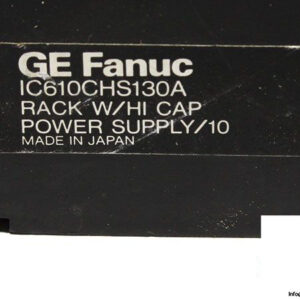 GE Fanuc
IC610CHS130A
RACK W/HI CAP
POWER SUPPLY/10
MADE IN JAPAN